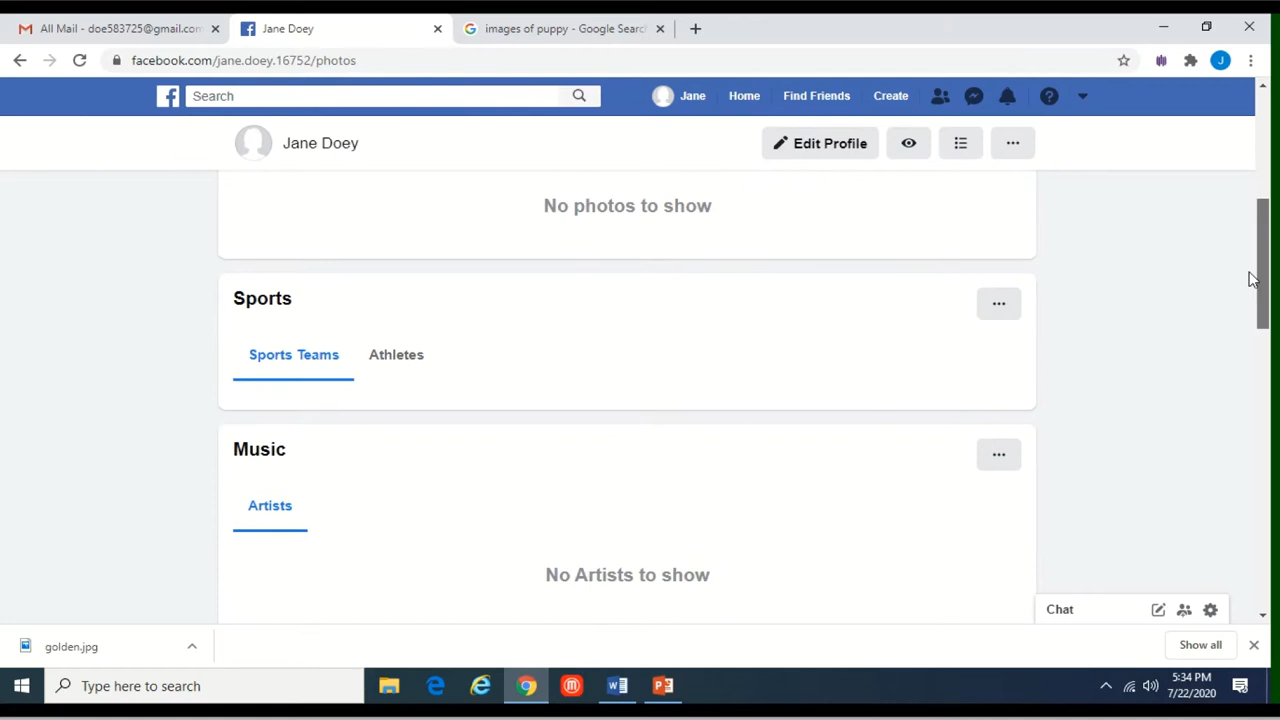 All Mail - doe583725@gmail.com
Jane Doey
images of puppy - Google Searc
facebook.com/jane.doey.16752/photos
J
Search
Jane
Home
Find Friends
Create
Jane Doey
Edit Profile
No photos to show
Sports
Sports Teams
Athletes
Music
Artists
No Artists to show
Chat
golden.jpg
Show all
Type here to search
5:34 PM
7/22/2020